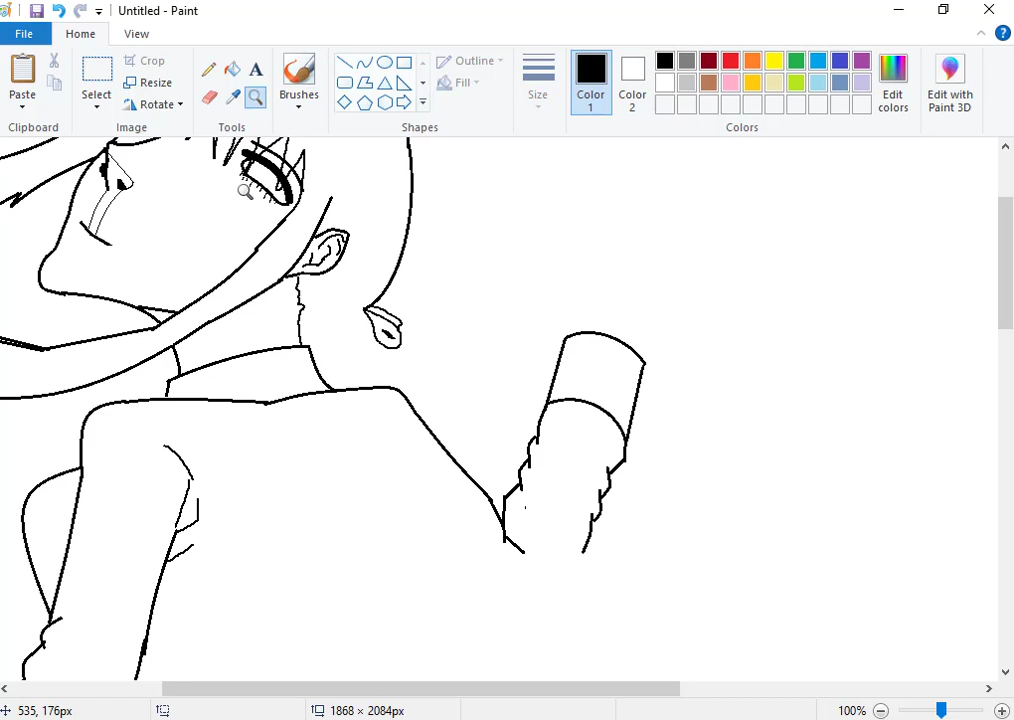 Untitled - Paint
File Home View
Paste
Clipboard
Select
Crop
Resize
Rotate
Image
Tools
Brushes
Outline
Fill
Shapes
Size
Color 1
Color 2
Edit colors
Colors
Edit with Paint 3D
535, 176px
1868 × 2084px
100%